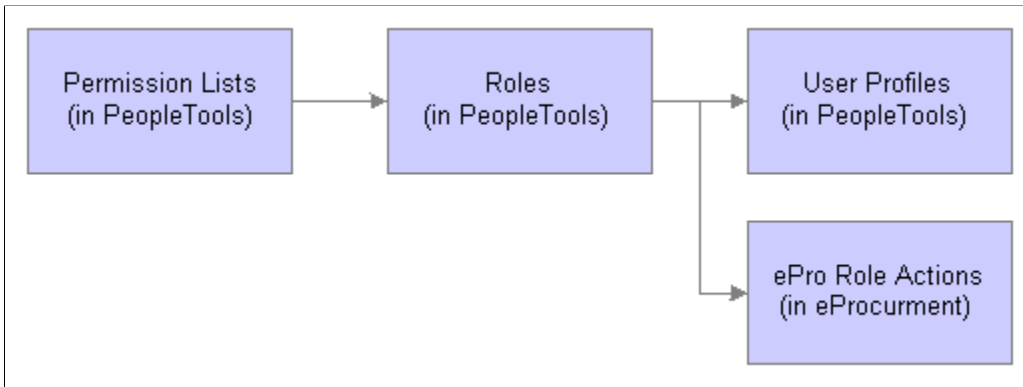 Permission Lists
(in PeopleTools)
Roles
(in PeopleTools)
User Profiles
(in PeopleTools)
ePro Role Actions
(in eProcurment)